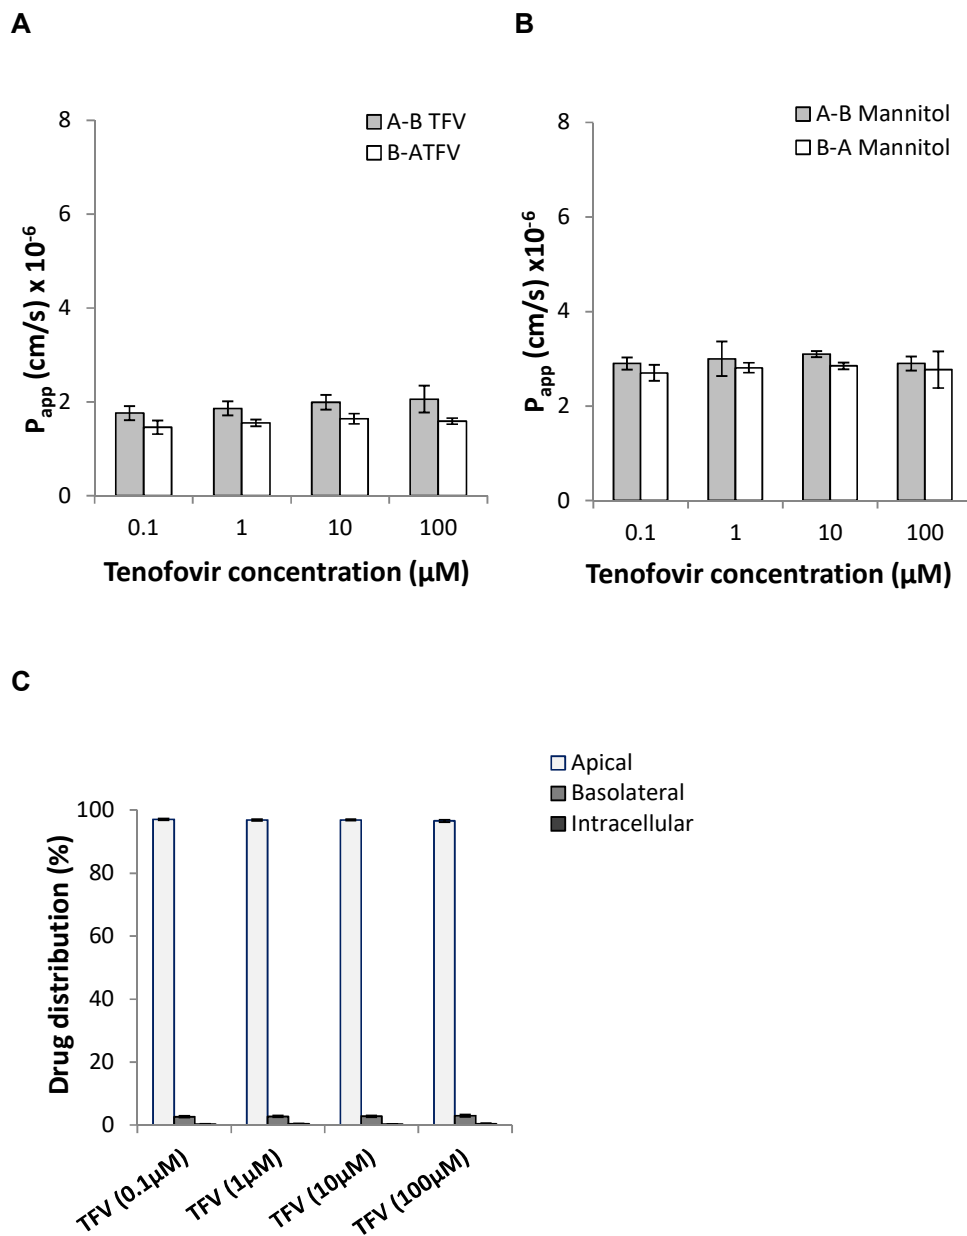 A
8
6
4
2
0
P_app (cm/s) x 10^-6
A-B TFV
B-ATFV
0.1 1 10 100
Tenofovir concentration (µM)
B
8
6
4
2
0
P_app (cm/s) x10^-6
A-B Mannitol
B-A Mannitol
0.1 1 10 100
Tenofovir concentration (µM)
C
100
80
60
40
20
0
Drug distribution (%)
Apical
Basolateral
Intracellular
TFV (0.1µM)
TFV (1µM)
TFV (10µM)
TFV (100µM)